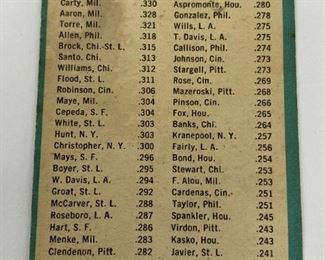 Carty, Mil. .330 Aspromonte, Hou. .280
Aaron, Mil. .328 Gonzalez, Phil. .278
Torre, Mil. .321 Wills, L. A. .275
Allen, Phil. .318 T. Davis, L. A. .275
Brock, Chi.-St. L. .315 Callison, Phil. .274
Santo, Chi. .313 Johnson, Cin. .273
Williams, Chi. .312 Stargell, Pitt. .273
Flood, St. L. .311 Rose, Cin. .269
Robinson, Cin. .306 Mazeroski, Pitt. .268
Maye, Mil. .304 Pinson, Cin. .266
Cepeda, S. F. .304 Fox, Hou. .265
White, St. L. .303 Banks, Chi. .264
Hunt, N. Y. .303 Kranepool, N. Y. .257
Christopher, N. Y. .300 Fairly, L. A. .256
Mays, S. F. .296 Bond, Hou. .254
Boyer, St. L. .295 Stewart, Chi. .253
W. Davis, L. A. .294 F. Alou, Mil. .253
Groat, St. L. .292 Cardenas, Cin. .251
McCarver, St. L. .288 Taylor, Phil. .251
Roseboro, L. A. .287 Spangler, Hou. .245
Hart, S. F. .286 Virdon, Pitt. .243
Menke, Mil. .283 Kasko, Hou. .243
Clendenon, Pitt. .282 Javier, St. L. .241